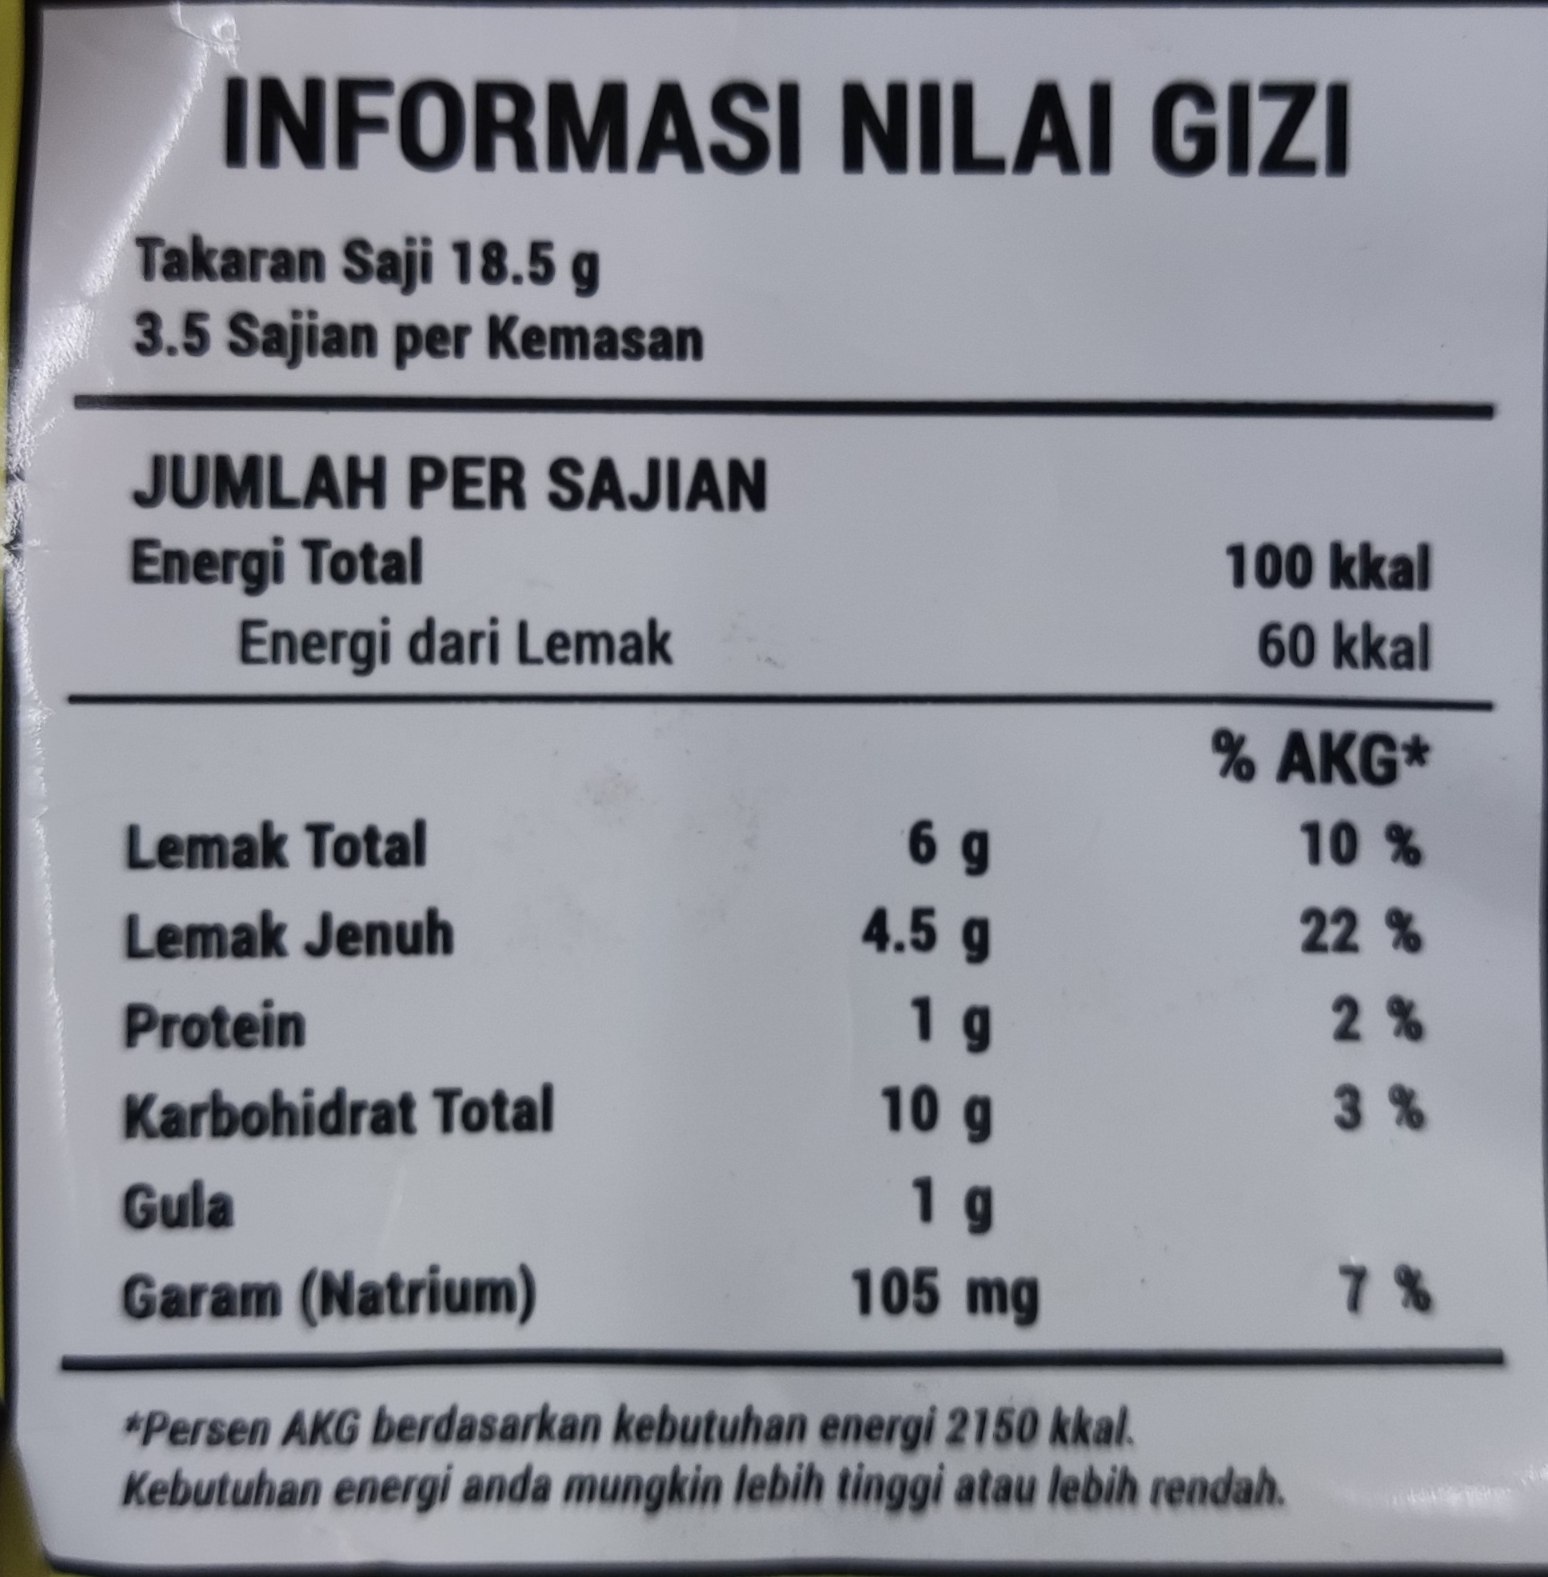 INFORMASI NILAI GIZI
Takaran Saji 18.5 g
3.5 Sajian per Kemasan
JUMLAH PER SAJIAN
Energi Total 100 kkal
Energi dari Lemak 60 kkal
% AKG*
Lemak Total 6 g 10 %
Lemak Jenuh 4.5 g 22 %
Protein 1 g 2 %
Karbohidrat Total 10 g 3 %
Gula 1 g
Garam (Natrium) 105 mg 7 %
*Persen AKG berdasarkan kebutuhan energi 2150 kkal.
Kebutuhan energi anda mungkin lebih tinggi atau lebih rendah.